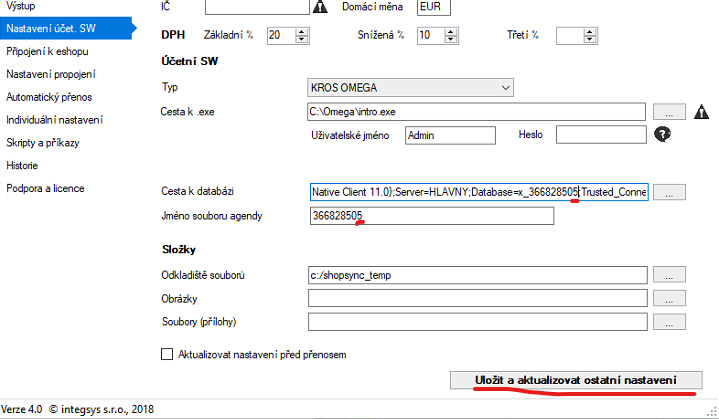 Výstup
IČ
Domácí měna EUR
Nastavení účet. SW
DPH Základní % 20 Snížená % 10 Třetí %
Připojení k eshopu
Účetní SW
Nastavení propojení
Typ KROS OMEGA
Automatický přenos
Cesta k .exe C:\Omega\intro.exe ...
Individuální nastavení
Uživatelské jméno Admin Heslo
Skripty a příkazy
Historie
Podpora a licence
Cesta k databázi Native Client 11.0};Server=HLAVNY;Database=x_366828505;Trusted_Conne ...
Jméno souboru agendy 366828505
Složky
Odkladiště souborů c:/shopsync_temp ...
Obrázky ...
Soubory (přílohy) ...
Aktualizovat nastavení před přenosem
Uložit a aktualizovat ostatní nastavení
Verze 4.0 © integsys s.r.o., 2018